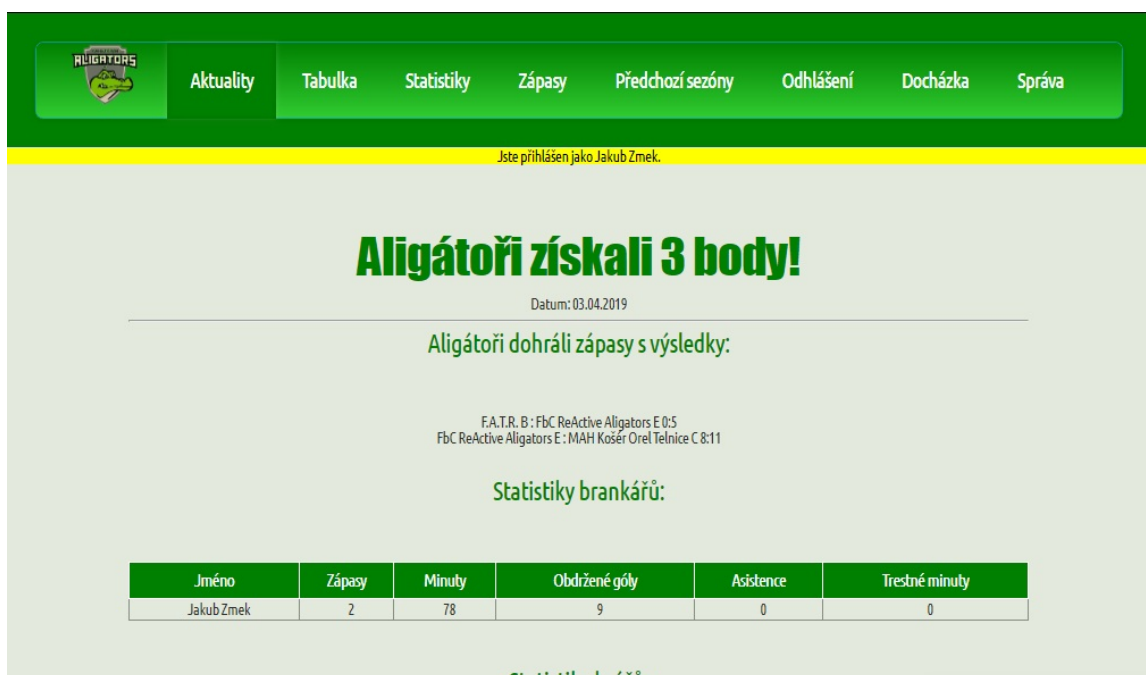 ALIGATORS
Aktuality Tabulka Statistiky Zápasy Předchozí sezóny Odhlášení Docházka Správa
Jste přihlášen jako Jakub Zmek.
Aligátoři získali 3 body!
Datum: 03.04.2019
Aligátoři dohráli zápasy s výsledky:
F.A.T.R. B : FbC ReActive Aligators E 0:5
FbC ReActive Aligators E : MAH Košér Orel Telnice C 8:11
Statistiky brankářů:
Jméno Zápasy Minuty Obdržené góly Asistence Trestné minuty
Jakub Zmek 2 78 9 0 0